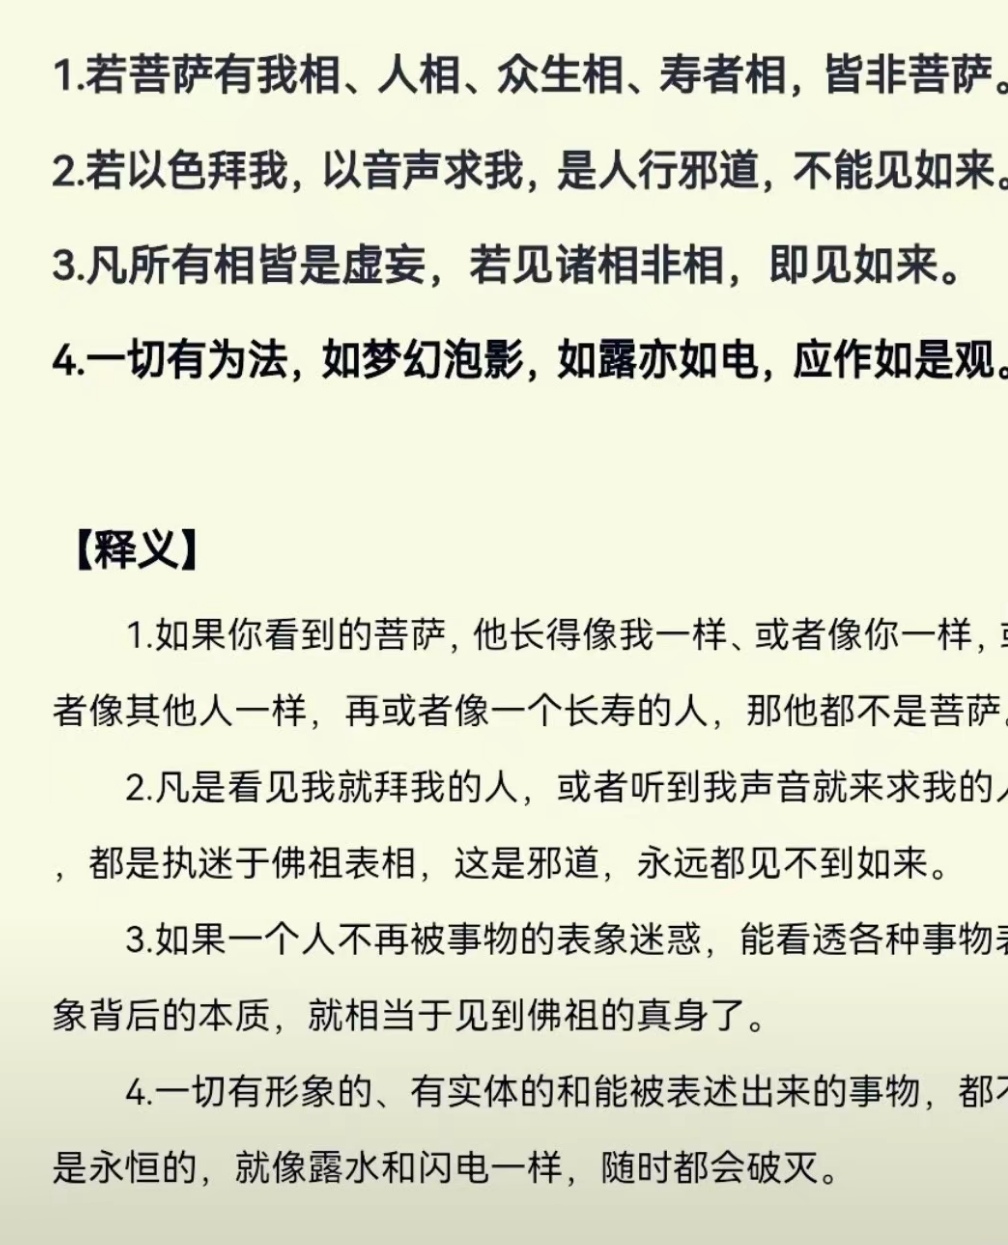 1.若菩萨有我相、人相、众生相、寿者相，皆非菩萨。
2.若以色拜我，以音声求我，是人行邪道，不能见如来。
3.凡所有相皆是虚妄，若见诸相非相，即见如来。
4.一切有为法，如梦幻泡影，如露亦如电，应作如是观。
【释义】
1.如果你看到的菩萨，他长得像我一样、或者像你一样，或
者像其他人一样，再或者像一个长寿的人，那他都不是菩萨。
2.凡是看见我就拜我的人，或者听到我声音就来求我的人
，都是执迷于佛祖表相，这是邪道，永远都见不到如来。
3.如果一个人不再被事物的表象迷惑，能看透各种事物表
象背后的本质，就相当于见到佛祖的真身了。
4.一切有形象的、有实体的和能被表述出来的事物，都不
是永恒的，就像露水和闪电一样，随时都会破灭。